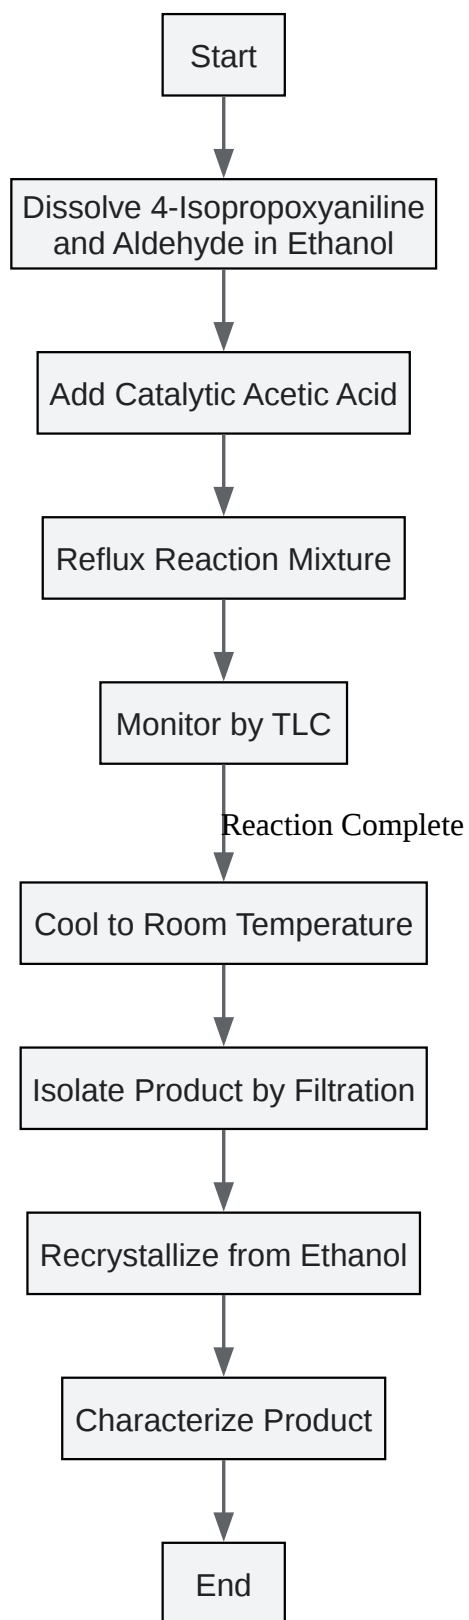 Start
Dissolve 4-Isopropoxyaniline
and Aldehyde in Ethanol
Add Catalytic Acetic Acid
Reflux Reaction Mixture
Monitor by TLC
Reaction Complete
Cool to Room Temperature
Isolate Product by Filtration
Recrystallize from Ethanol
Characterize Product
End